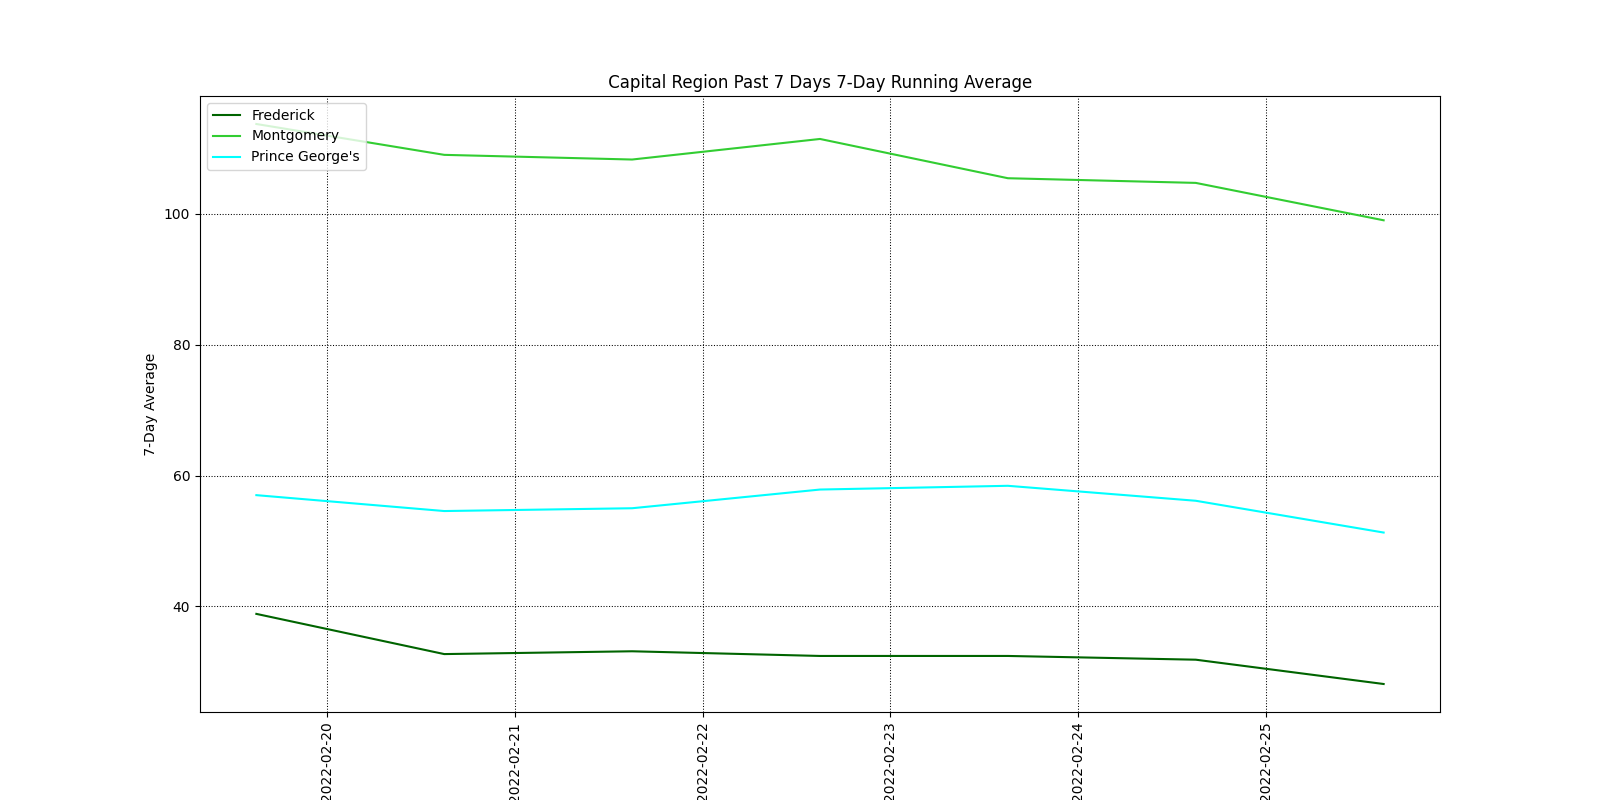 Capital Region Past 7 Days 7-Day Running Average
Frederick
Montgomery
Prince George's
7-Day Average
100
80
60
40
2022-02-20
2022-02-21
2022-02-22
2022-02-23
2022-02-24
2022-02-25